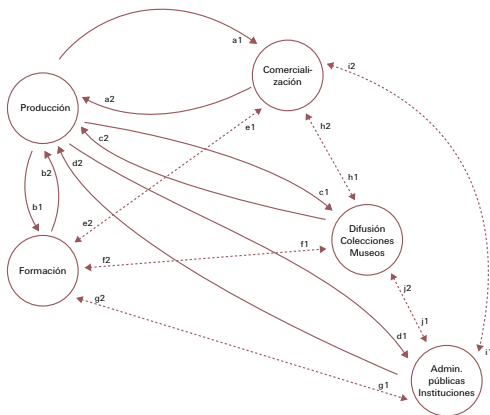 a1
i2
Comerciali-
zación
Producción
a2
e1
h2
c2
d2
b2
h1
c1
b1
e2
Difusión
Colecciones
Museos
f1
f2
Formación
j2
g2
j1
d1
i1
Admin.
públicas
Instituciones
g1